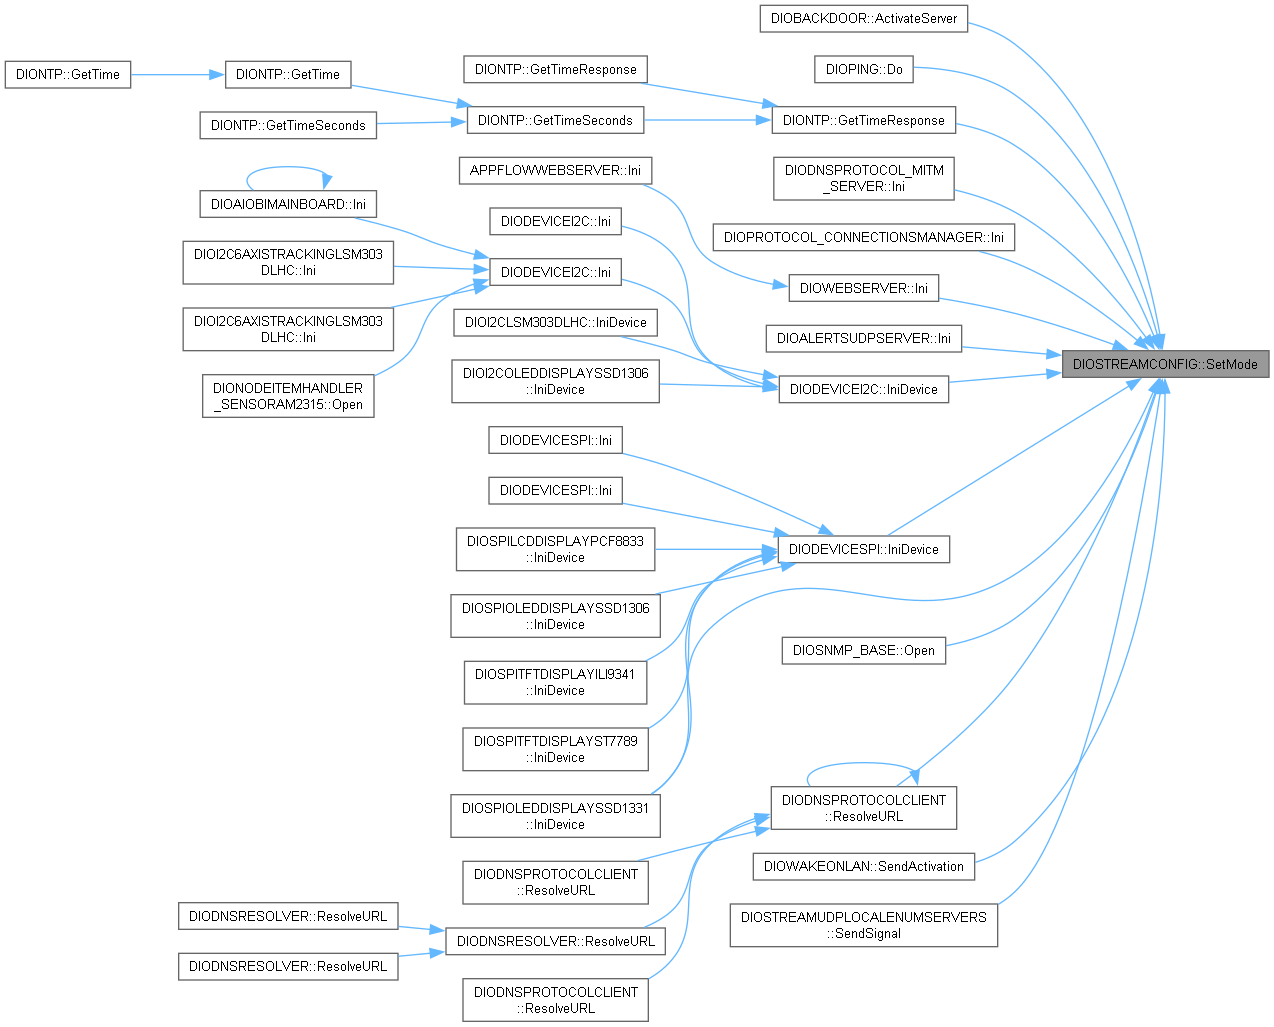 DIOBACKDOOR::ActivateServer
DIONTP::GetTime
DIONTP::GetTime
DIONTP::GetTimeResponse
DIOPING::Do
DIONTP::GetTimeSeconds
DIONTP::GetTimeSeconds
DIONTP::GetTimeResponse
APPFLOWWEBSERVER::Ini
DIODNSPROTOCOL_MITM
_SERVER::Ini
DIOAIOBIMAINBOARD::Ini
DIODEVICEI2C::Ini
DIOPROTOCOL_CONNECTIONSMANAGER::Ini
DIOI2C6AXISTRACKINGLSM303
DLHC::Ini
DIODEVICEI2C::Ini
DIOWEBSERVER::Ini
DIOI2C6AXISTRACKINGLSM303
DLHC::Ini
DIOI2CLSM303DLHC::IniDevice
DIOALERTSUDPSERVER::Ini
DIOSTREAMCONFIG::SetMode
DIONODEITEMHANDLER
_SENSORAM2315::Open
DIOI2COLEDDISPLAYSSD1306
::IniDevice
DIODEVICEI2C::IniDevice
DIODEVICESPI::Ini
DIODEVICESPI::Ini
DIOSPILCDDISPLAYPCF8833
::IniDevice
DIODEVICESPI::IniDevice
DIOSPIOLEDDISPLAYSSD1306
::IniDevice
DIOSNMP_BASE::Open
DIOSPITFTDISPLAYILI9341
::IniDevice
DIOSPITFTDISPLAYST7789
::IniDevice
DIOSPIOLEDDISPLAYSSD1331
::IniDevice
DIODNSPROTOCOLCLIENT
::ResolveURL
DIODNSPROTOCOLCLIENT
::ResolveURL
DIOWAKEONLAN::SendActivation
DIODNSRESOLVER::ResolveURL
DIODNSRESOLVER::ResolveURL
DIOSTREAMUDPLOCALENUMSERVERS
::SendSignal
DIODNSRESOLVER::ResolveURL
DIODNSPROTOCOLCLIENT
::ResolveURL